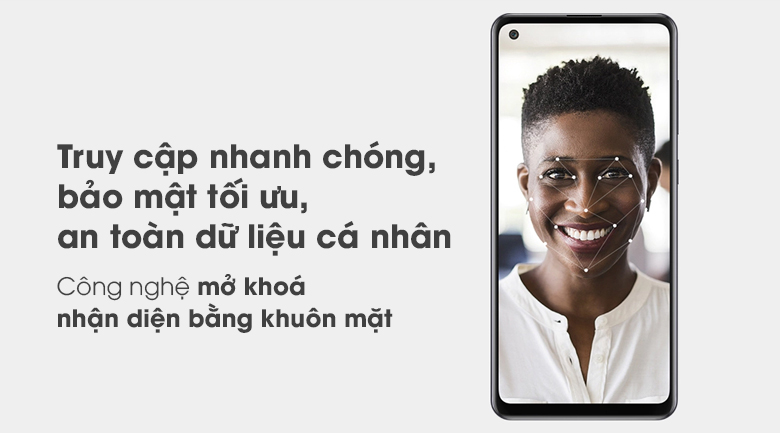 Truy cập nhanh chóng,
bảo mật tối ưu,
an toàn dữ liệu cá nhân
Công nghệ mở khoá
nhận diện bằng khuôn mặt